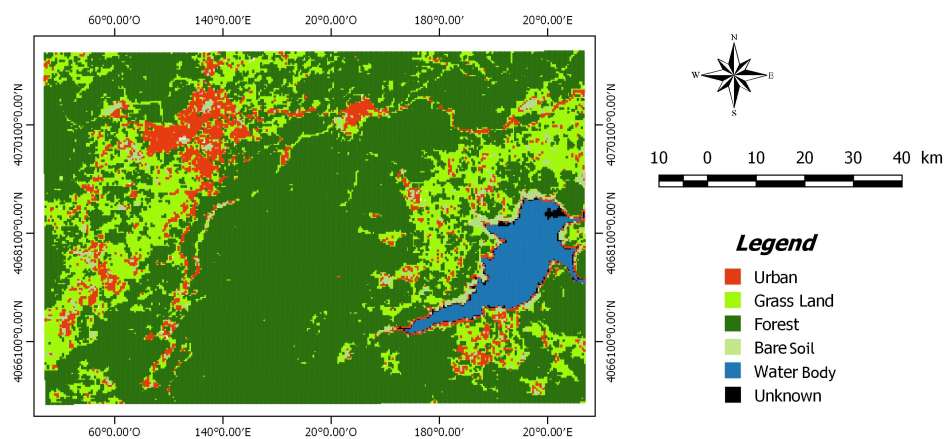 60°0.00'O 140°0.00'E 20°0.00'O 180°0.00' 20°0.00'E
4070100°0.00'N
4068100°0.00'N
4066100°0.00'N
4070100°0.00'N
4068100°0.00'N
4066100°0.00'N
60°0.00'O 140°0.00'E 20°0.00'O 180°0.00' 20°0.00'E
N
W E
S
10 0 10 20 30 40 km
Legend
Urban
Grass Land
Forest
Bare Soil
Water Body
Unknown